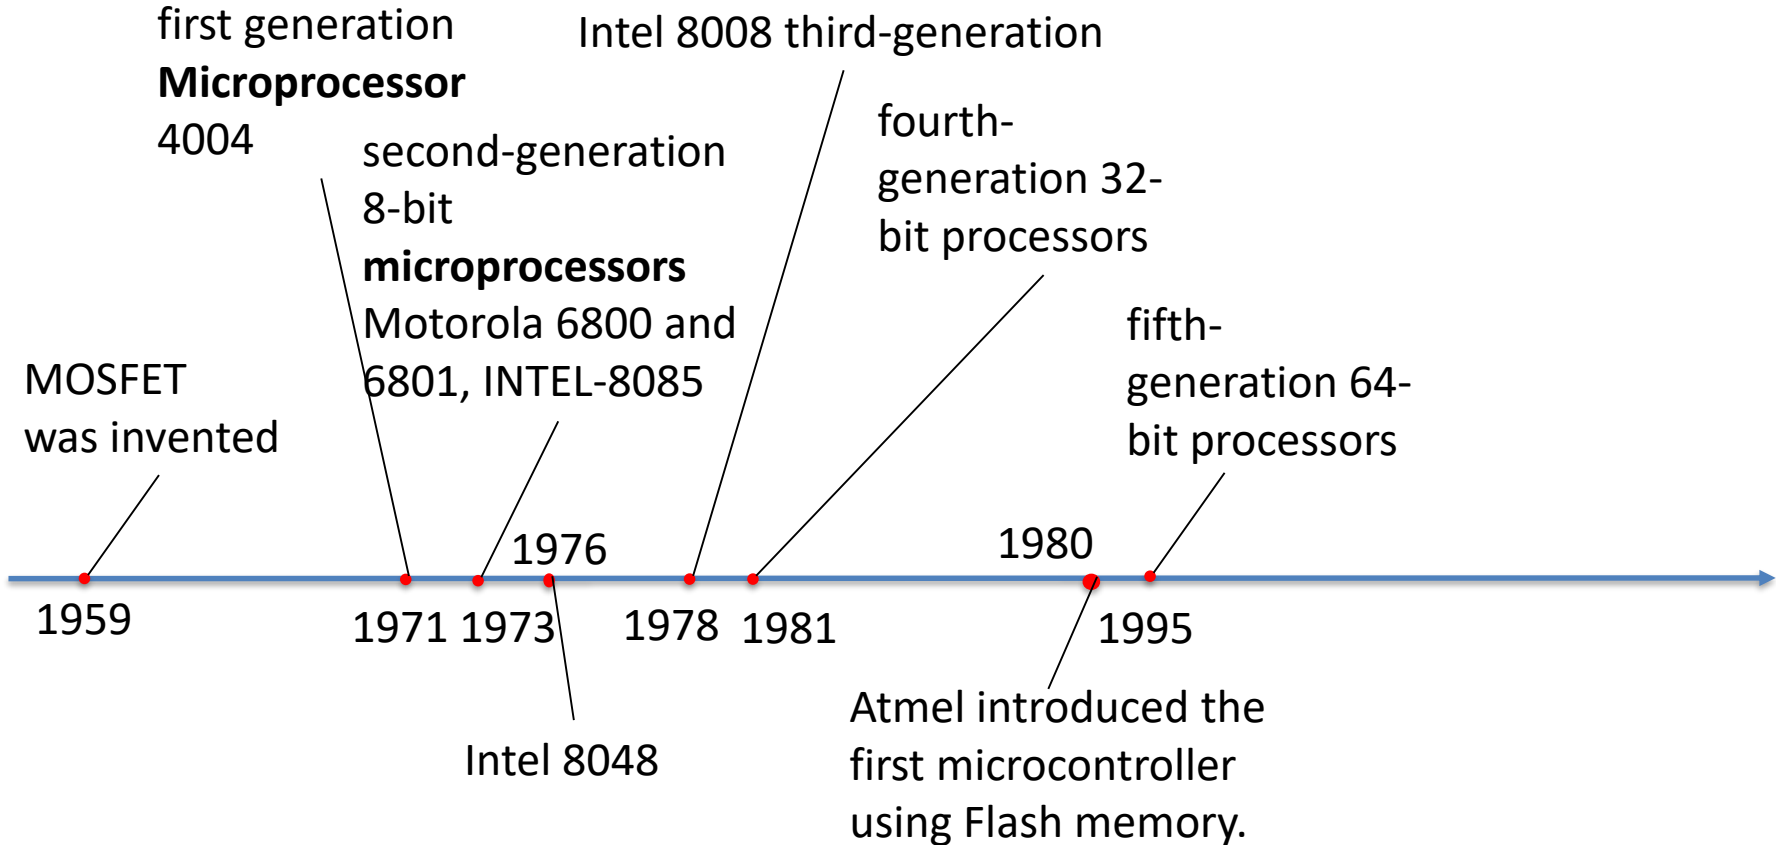 first generation
Microprocessor
4004
Intel 8008 third-generation
second-generation
8-bit
microprocessors
Motorola 6800 and
6801, INTEL-8085
fourth-
generation 32-
bit processors
MOSFET
was invented
fifth-
generation 64-
bit processors
1976
1980
1959
1971
1973
1978
1981
1995
Intel 8048
Atmel introduced the
first microcontroller
using Flash memory.